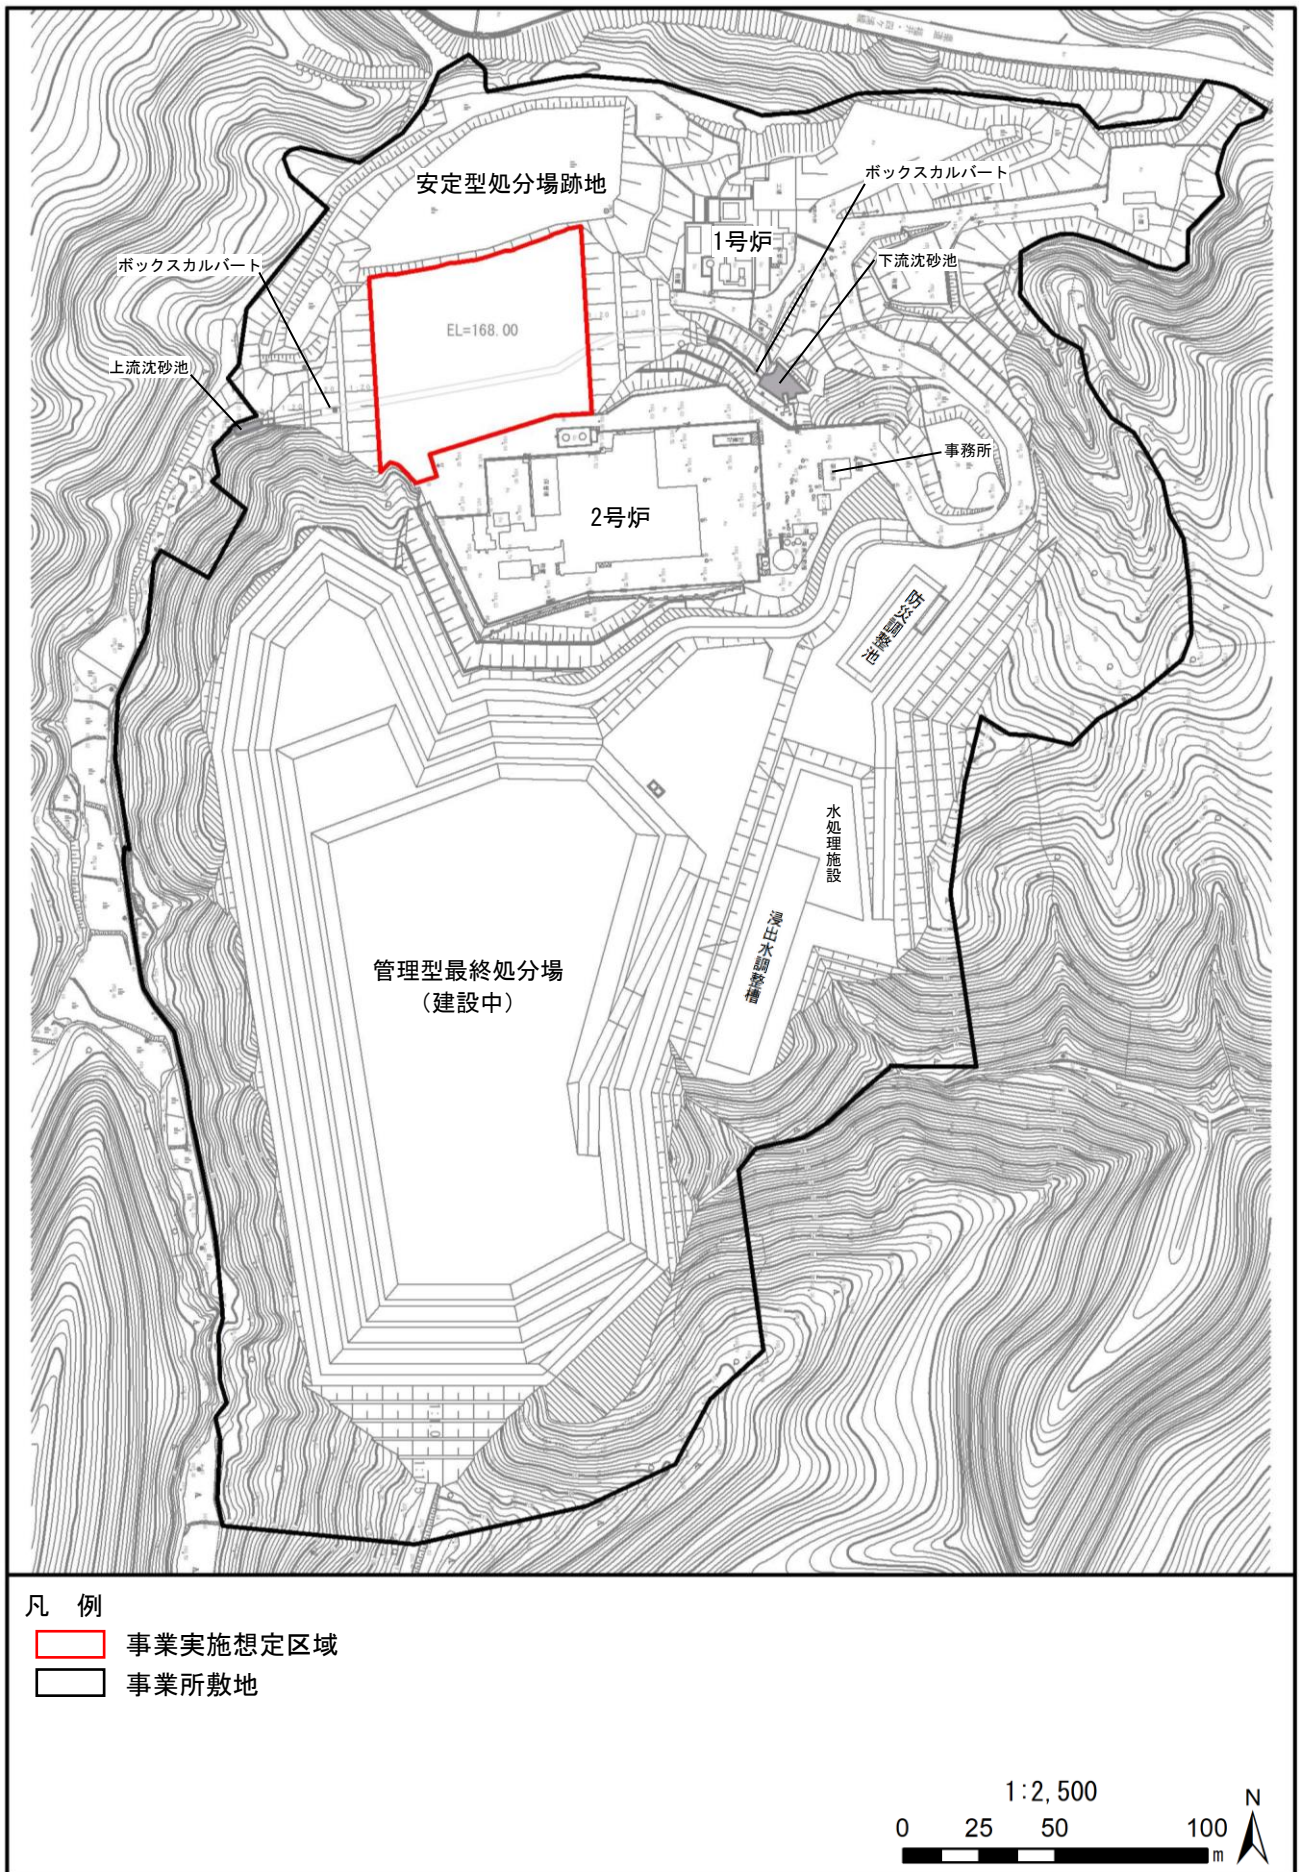 安定型処分場跡地
ボックスカルバート
1号炉
下流沈砂池
ボックスカルバート
EL=168.00
上流沈砂池
事務所
2号炉
防災調整池
水処理施設
浸出水調整槽
管理型最終処分場
（建設中）
凡 例
事業実施想定区域
事業所敷地
1:2,500
N
0 25 50 100
m